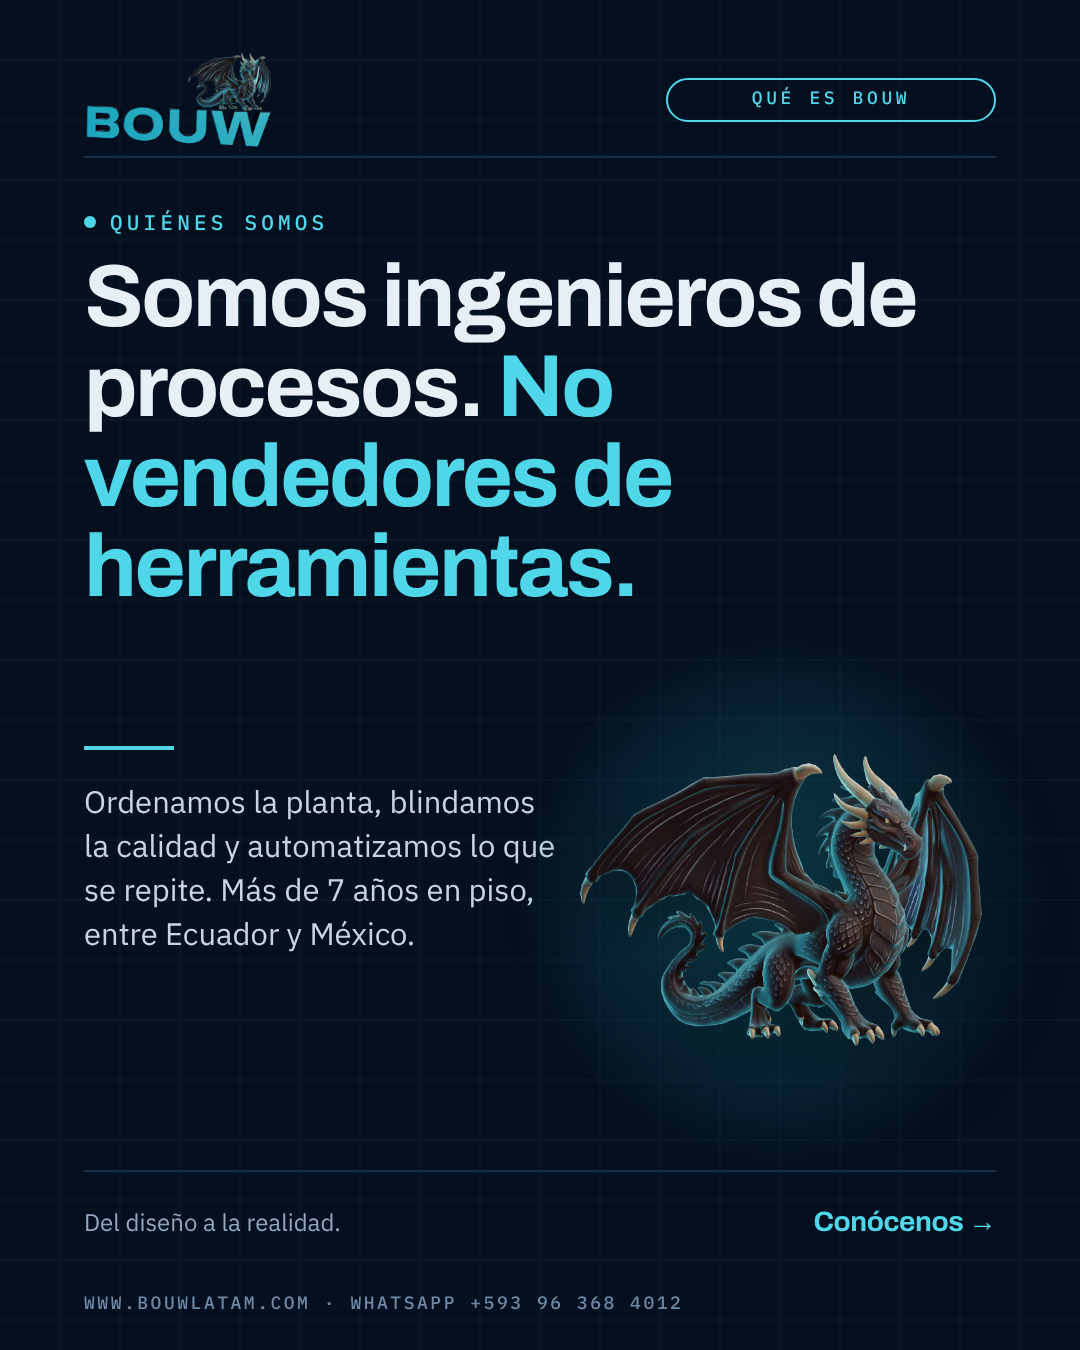 BOUW
QUÉ ES BOUW
QUIÉNES SOMOS
Somos ingenieros de
procesos. No
vendedores de
herramientas.
Ordenamos la planta, blindamos
la calidad y automatizamos lo que
se repite. Más de 7 años en piso,
entre Ecuador y México.
Del diseño a la realidad.
Conócenos →
WWW.BOUWLATAM.COM · WHATSAPP +593 96 368 4012